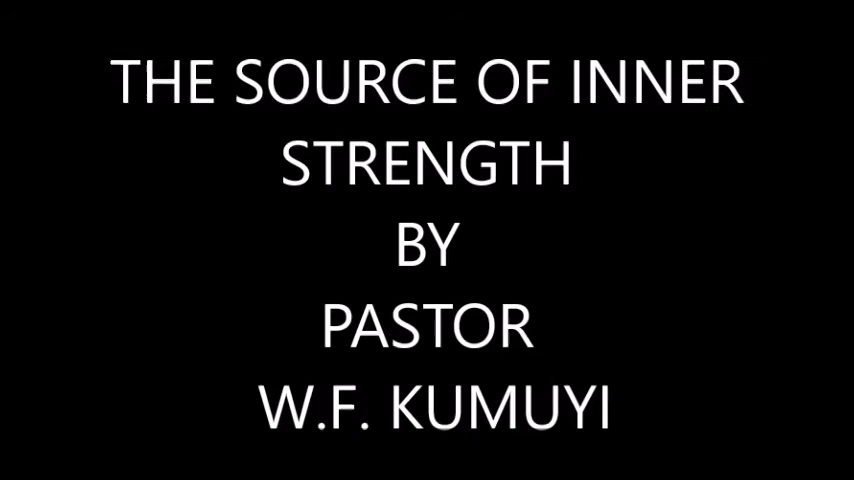 THE SOURCE OF INNER
STRENGTH
BY
PASTOR
W.F. KUMUYI